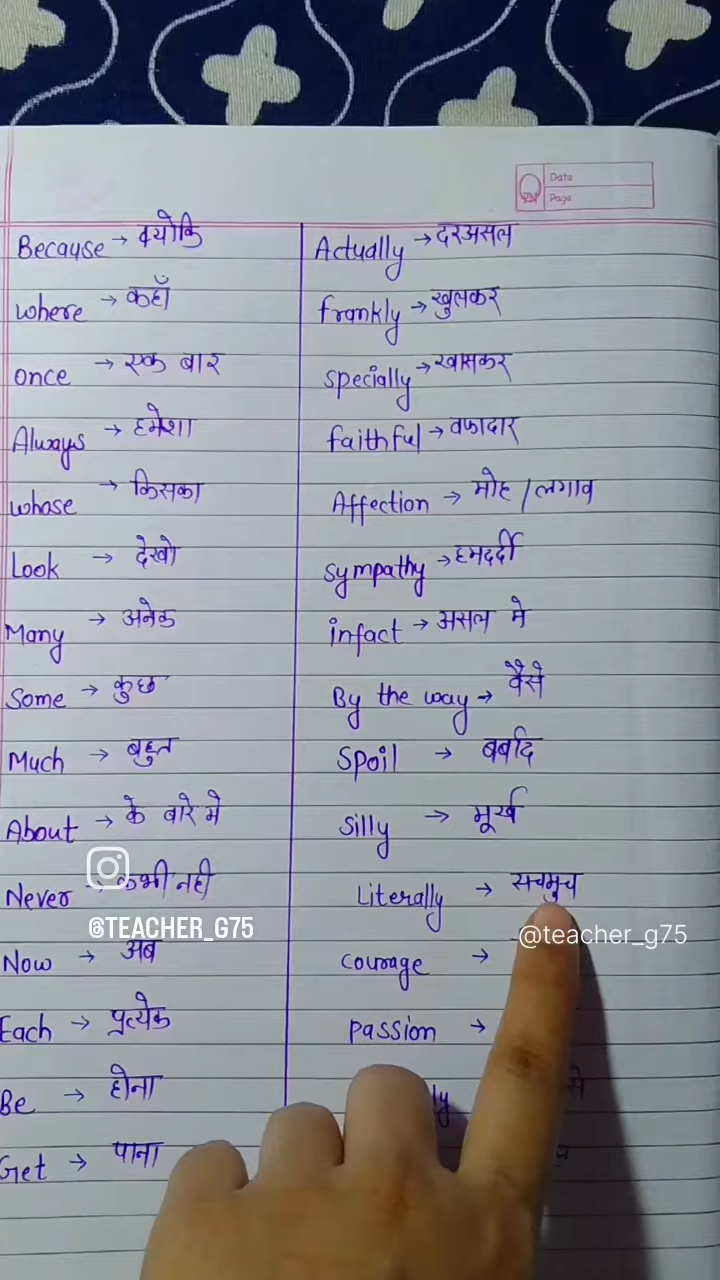 Data
Page
Because → क्योकि
where → कहाँ
once → एक बार
Always → हमेशा
whose → किसका
Look → देखो
Many → अनेक
Some → कुछ
Much → बहुत
About → के बारे मे
Never → कभी नही
@TEACHER_G75
Now → अब
Each → प्रत्येक
Be → होना
Get → पाना
Actually → दरअसल
frankly → खुलकर
specially → खासकर
faithful → वफादार
Affection → मोह / लगाव
sympathy → हमदर्दी
infact → असल मे
By the way → वैसे
Spoil → बर्बाद
Silly → मूर्ख
Literally → सचमुच
@teacher_g75
courage →
passion →
ly
से